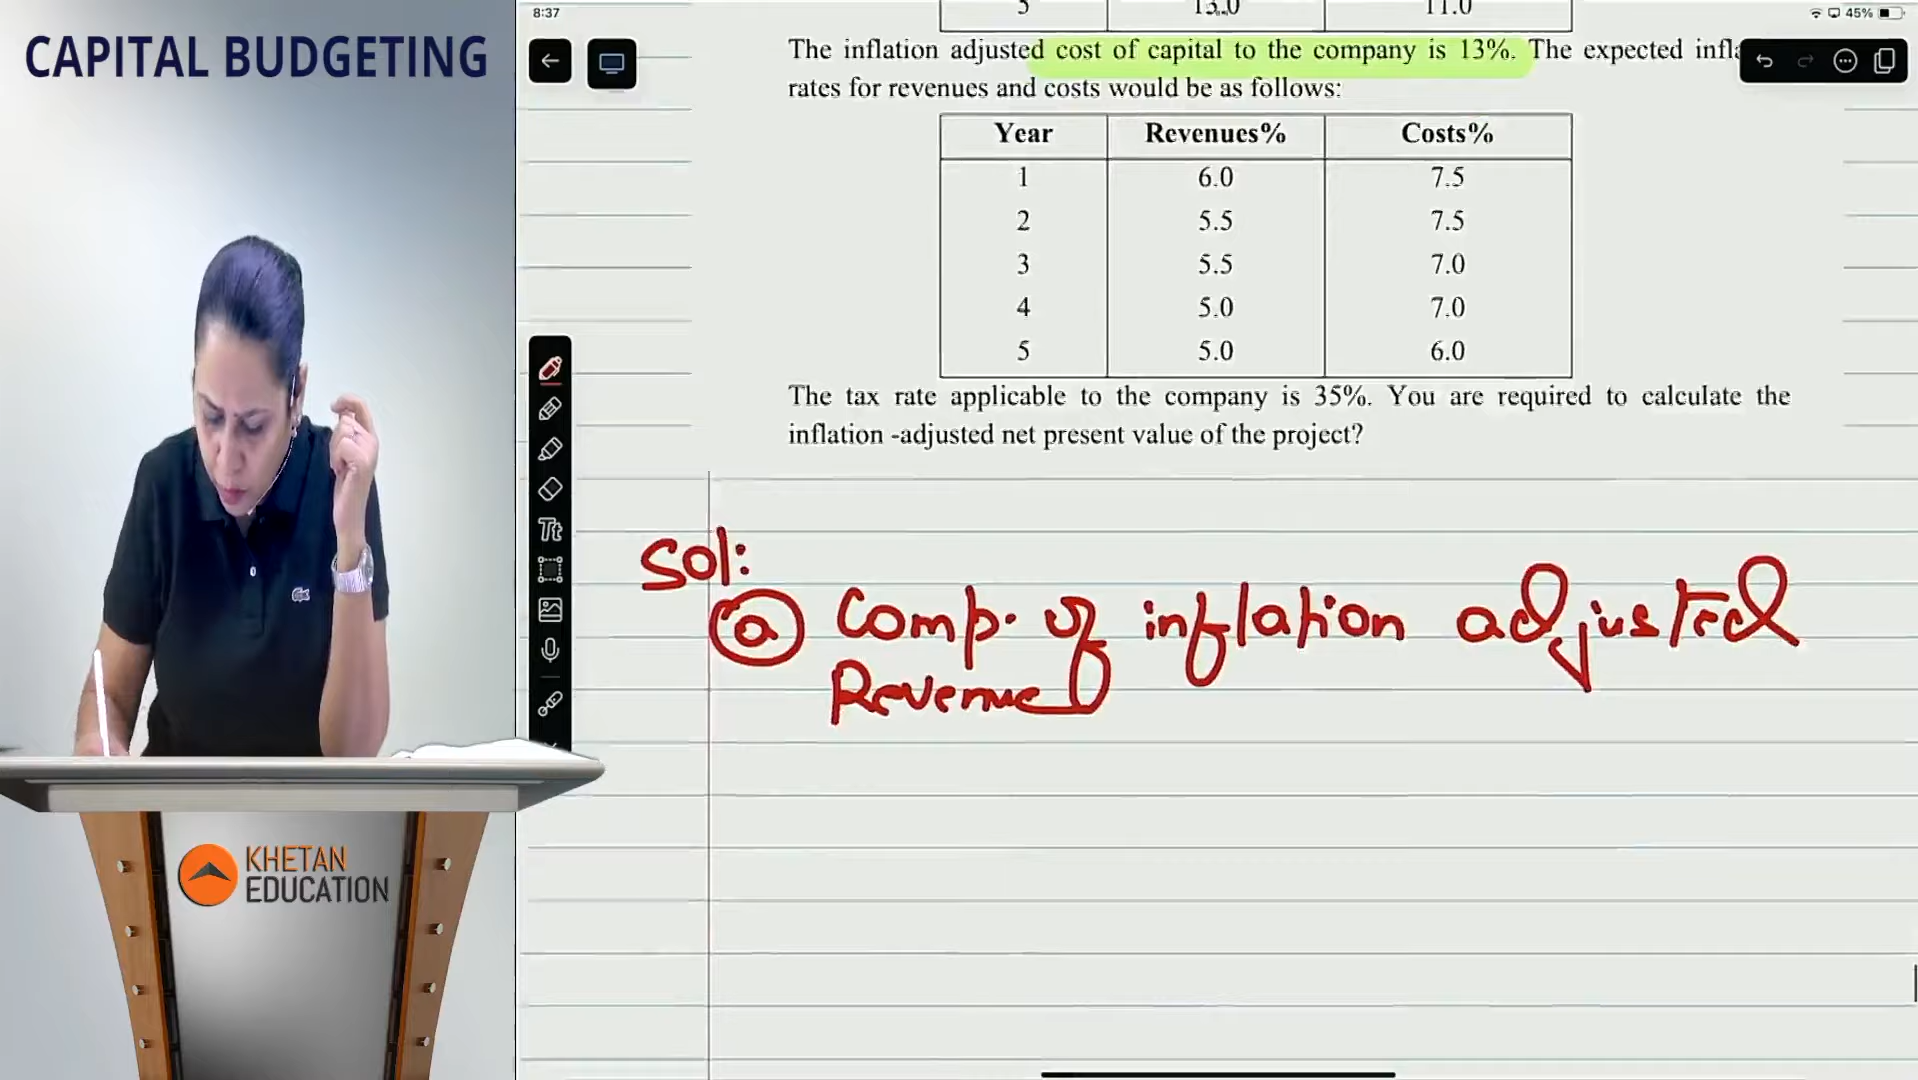 8:37
45%
CAPITAL BUDGETING
5 13.0 11.0
The inflation adjusted cost of capital to the company is 13%. The expected infla
rates for revenues and costs would be as follows:
Year Revenues% Costs%
1 6.0 7.5
2 5.5 7.5
3 5.5 7.0
4 5.0 7.0
5 5.0 6.0
The tax rate applicable to the company is 35%. You are required to calculate the
inflation -adjusted net present value of the project?
Tt
Sol:
a Comp. of inflation adjusted
Revenue
KHETAN
EDUCATION